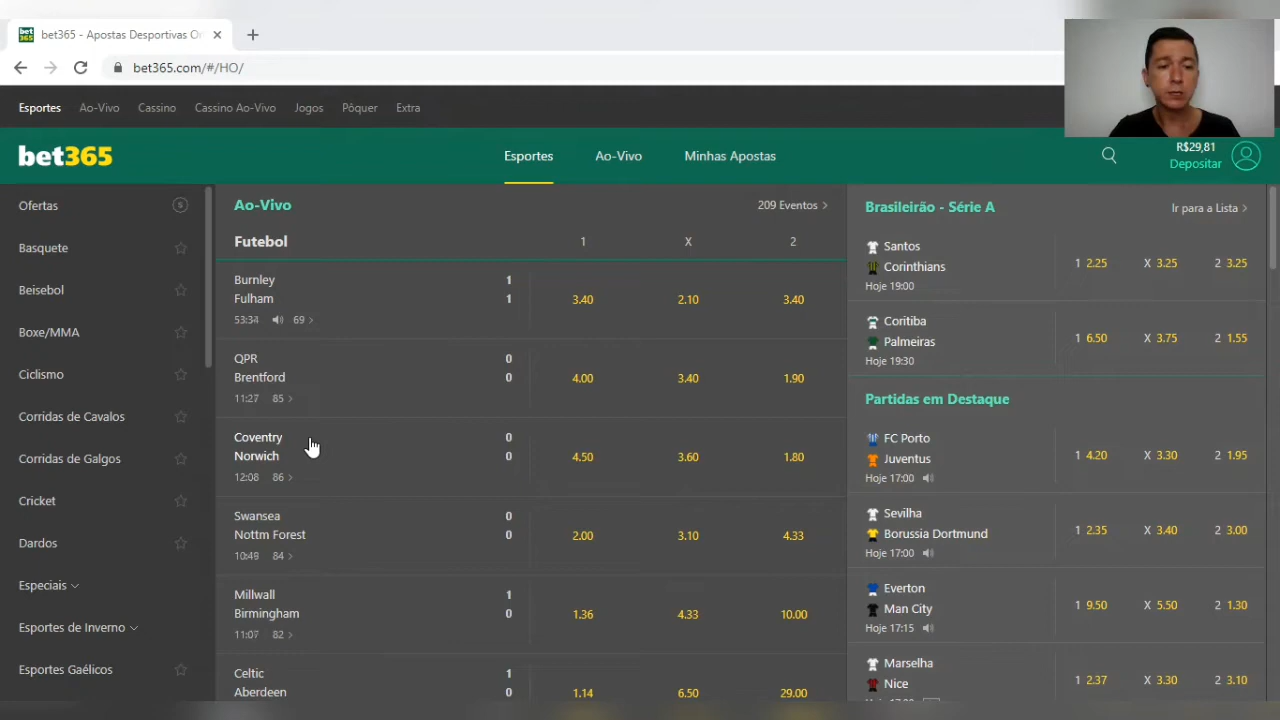 bet365 - Apostas Desportivas O
bet365.com/#/HO/
Esportes Ao-Vivo Cassino Cassino Ao-Vivo Jogos Pôquer Extra
bet365
Esportes Ao-Vivo Minhas Apostas
R$29,81
Depositar
Ofertas 5
Basquete
Beisebol
Boxe/MMA
Ciclismo
Corridas de Cavalos
Corridas de Galgos
Cricket
Dardos
Especiais
Esportes de Inverno
Esportes Gaélicos
Ao-Vivo 209 Eventos >
Futebol 1 X 2
Burnley 1
Fulham 1
3.40 2.10 3.40
53:34 69 >
QPR 0
Brentford 0
4.00 3.40 1.90
11:27 85 >
Coventry 0
Norwich 0
4.50 3.60 1.80
12:08 86 >
Swansea 0
Nottm Forest 0
2.00 3.10 4.33
10:49 84 >
Millwall 1
Birmingham 0
1.36 4.33 10.00
11:07 82 >
Celtic 1
Aberdeen 0
1.14 6.50 29.00
Brasileirão - Série A Ir para a Lista >
Santos
Corinthians
Hoje 19:00
1 2.25 X 3.25 2 3.25
Coritiba
Palmeiras
Hoje 19:30
1 6.50 X 3.75 2 1.55
Partidas em Destaque
FC Porto
Juventus
Hoje 17:00
1 4.20 X 3.30 2 1.95
Sevilha
Borussia Dortmund
Hoje 17:00
1 2.35 X 3.40 2 3.00
Everton
Man City
Hoje 17:15
1 9.50 X 5.50 2 1.30
Marselha
Nice
1 2.37 X 3.30 2 3.10